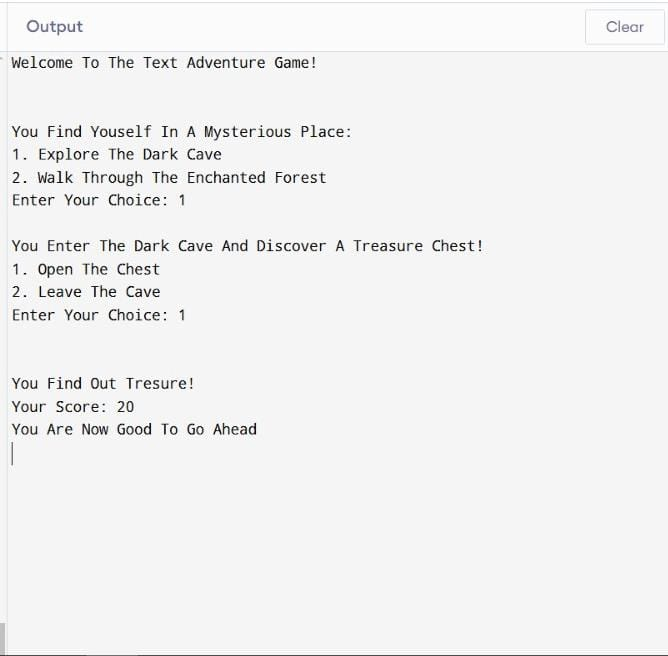 Output
Clear
Welcome To The Text Adventure Game!
You Find Youself In A Mysterious Place:
1. Explore The Dark Cave
2. Walk Through The Enchanted Forest
Enter Your Choice: 1
You Enter The Dark Cave And Discover A Treasure Chest!
1. Open The Chest
2. Leave The Cave
Enter Your Choice: 1
You Find Out Tresure!
Your Score: 20
You Are Now Good To Go Ahead